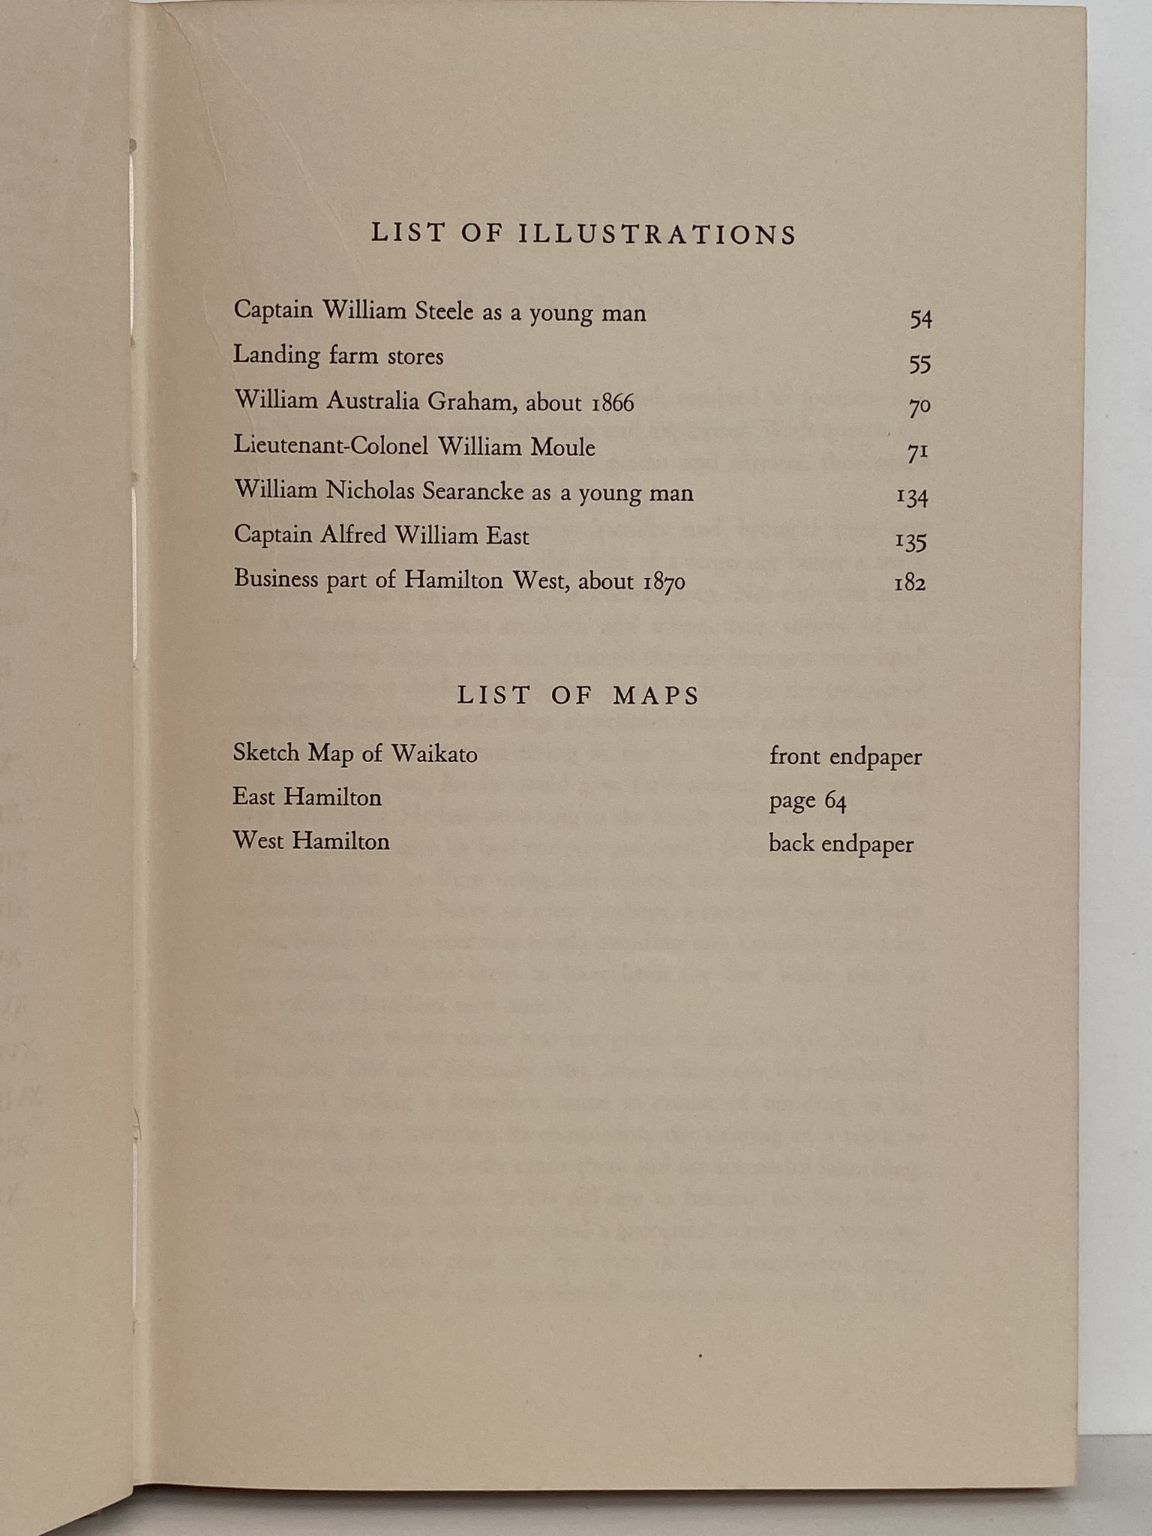 LIST OF ILLUSTRATIONS
Captain William Steele as a young man 54
Landing farm stores 55
William Australia Graham, about 1866 70
Lieutenant-Colonel William Moule 71
William Nicholas Searancke as a young man 134
Captain Alfred William East 135
Business part of Hamilton West, about 1870 182
LIST OF MAPS
Sketch Map of Waikato front endpaper
East Hamilton page 64
West Hamilton back endpaper